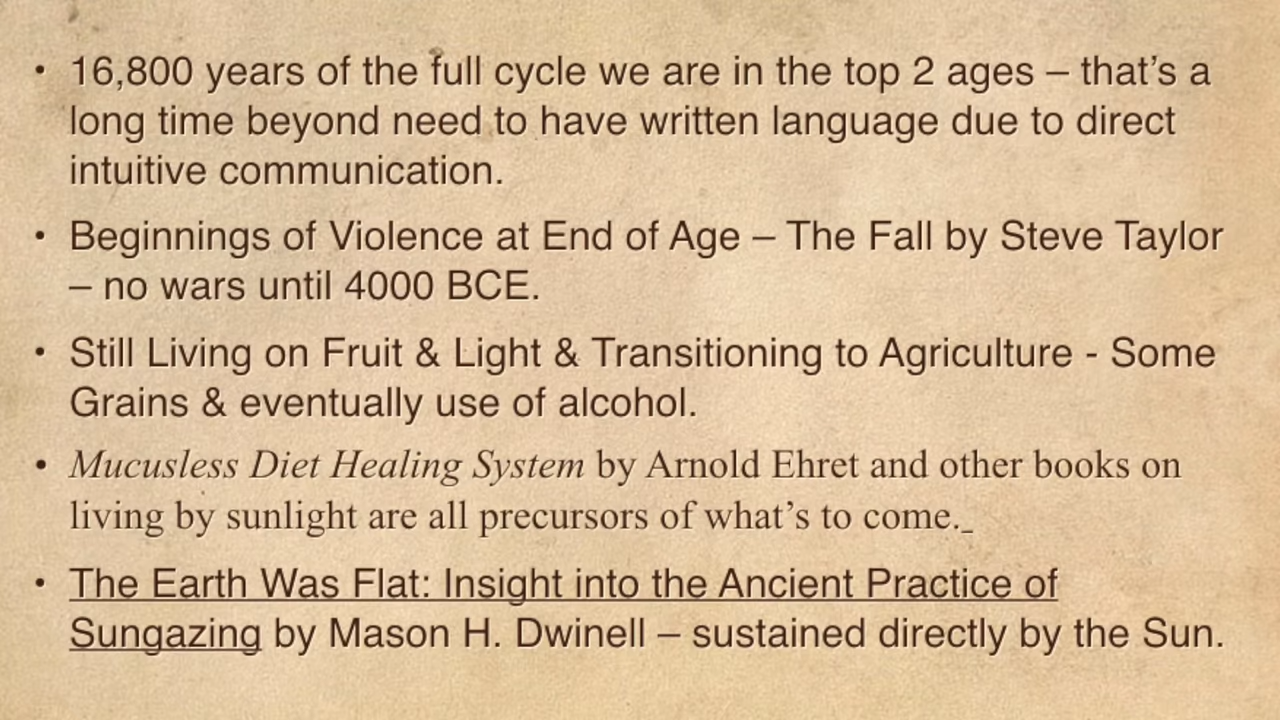 • 16,800 years of the full cycle we are in the top 2 ages – that’s a
long time beyond need to have written language due to direct
intuitive communication.
• Beginnings of Violence at End of Age – The Fall by Steve Taylor
– no wars until 4000 BCE.
• Still Living on Fruit & Light & Transitioning to Agriculture - Some
Grains & eventually use of alcohol.
• Mucusless Diet Healing System by Arnold Ehret and other books on
living by sunlight are all precursors of what’s to come._
• The Earth Was Flat: Insight into the Ancient Practice of
Sungazing by Mason H. Dwinell – sustained directly by the Sun.